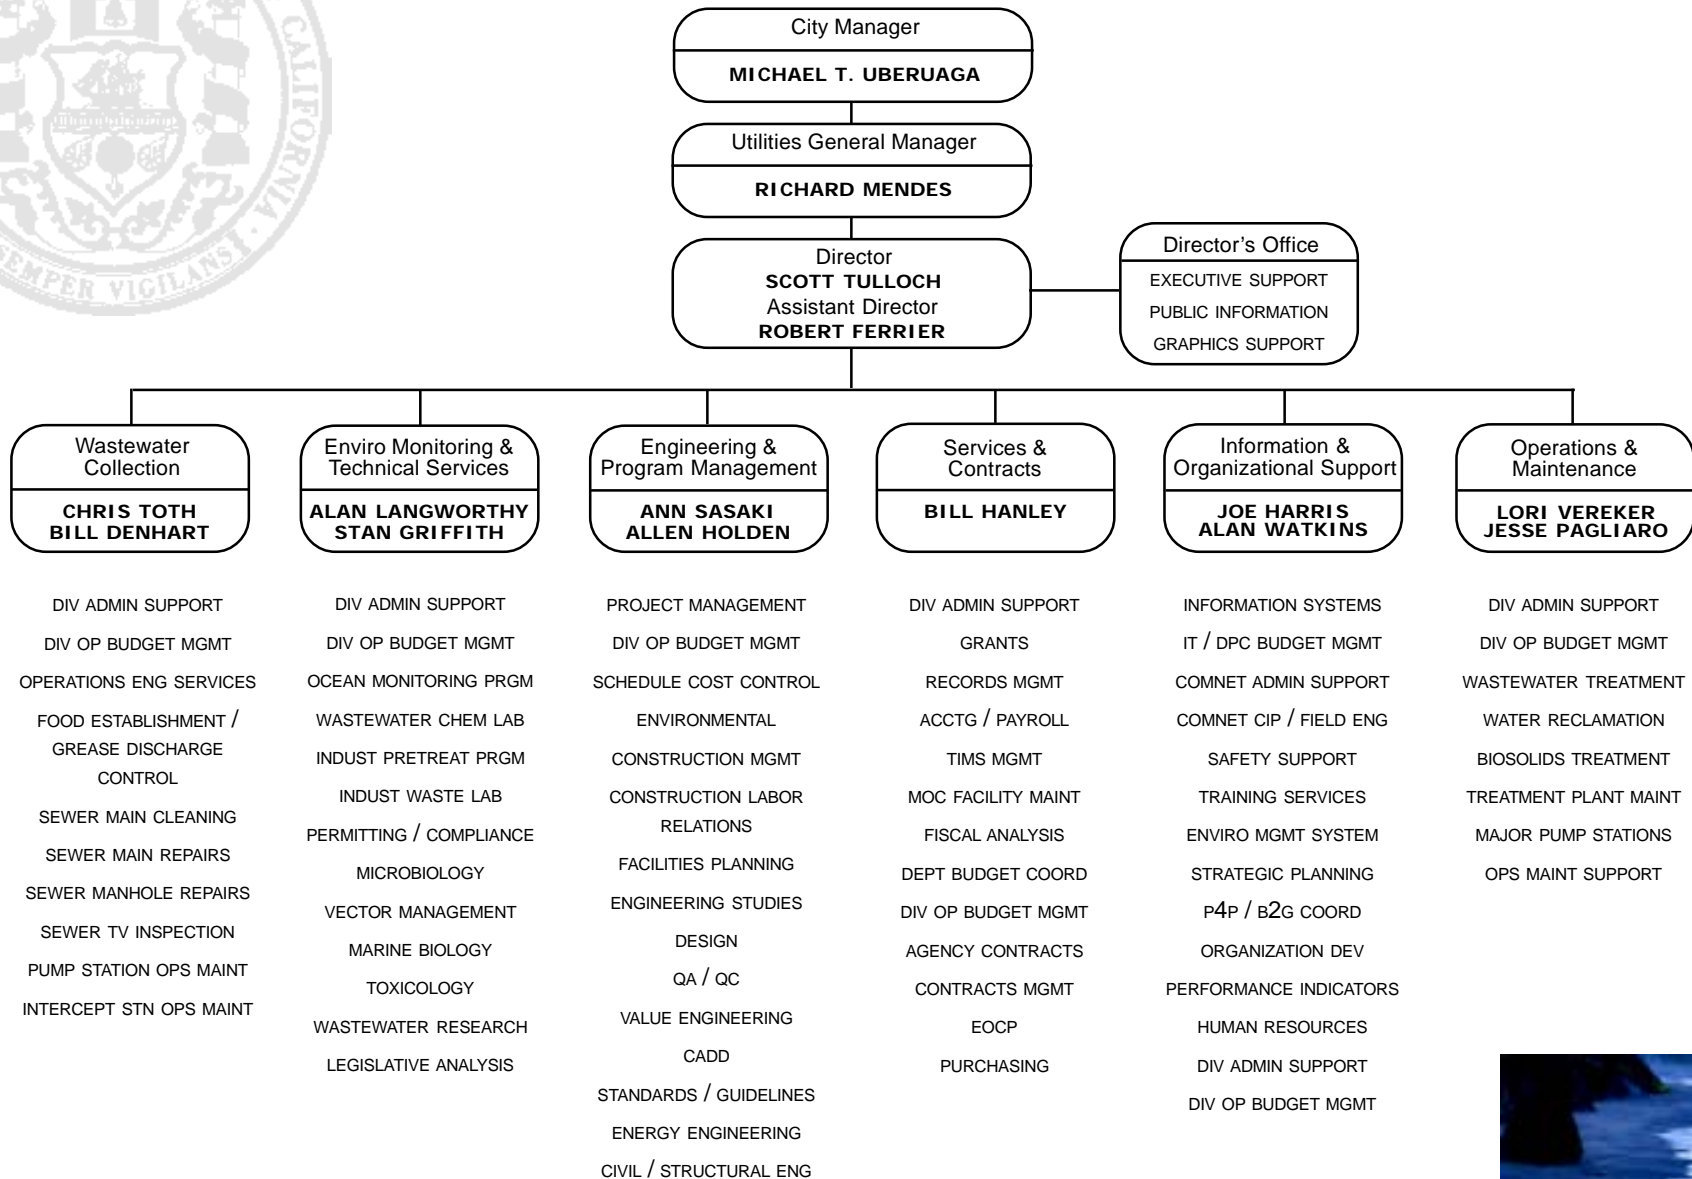 CALIFORNIA
SEMPER VIGILANS
City Manager
MICHAEL T. UBERUAGA
Utilities General Manager
RICHARD MENDES
Director
SCOTT TULLOCH
Assistant Director
ROBERT FERRIER
Director's Office
EXECUTIVE SUPPORT
PUBLIC INFORMATION
GRAPHICS SUPPORT
Wastewater
Collection
CHRIS TOTH
BILL DENHART
DIV ADMIN SUPPORT
DIV OP BUDGET MGMT
OPERATIONS ENG SERVICES
FOOD ESTABLISHMENT /
GREASE DISCHARGE
CONTROL
SEWER MAIN CLEANING
SEWER MAIN REPAIRS
SEWER MANHOLE REPAIRS
SEWER TV INSPECTION
PUMP STATION OPS MAINT
INTERCEPT STN OPS MAINT
Enviro Monitoring &
Technical Services
ALAN LANGWORTHY
STAN GRIFFITH
DIV ADMIN SUPPORT
DIV OP BUDGET MGMT
OCEAN MONITORING PRGM
WASTEWATER CHEM LAB
INDUST PRETREAT PRGM
INDUST WASTE LAB
PERMITTING / COMPLIANCE
MICROBIOLOGY
VECTOR MANAGEMENT
MARINE BIOLOGY
TOXICOLOGY
WASTEWATER RESEARCH
LEGISLATIVE ANALYSIS
Engineering &
Program Management
ANN SASAKI
ALLEN HOLDEN
PROJECT MANAGEMENT
DIV OP BUDGET MGMT
SCHEDULE COST CONTROL
ENVIRONMENTAL
CONSTRUCTION MGMT
CONSTRUCTION LABOR
RELATIONS
FACILITIES PLANNING
ENGINEERING STUDIES
DESIGN
QA / QC
VALUE ENGINEERING
CADD
STANDARDS / GUIDELINES
ENERGY ENGINEERING
CIVIL / STRUCTURAL ENG
Services &
Contracts
BILL HANLEY
DIV ADMIN SUPPORT
GRANTS
RECORDS MGMT
ACCTG / PAYROLL
TIMS MGMT
MOC FACILITY MAINT
FISCAL ANALYSIS
DEPT BUDGET COORD
DIV OP BUDGET MGMT
AGENCY CONTRACTS
CONTRACTS MGMT
EOCP
PURCHASING
Information &
Organizational Support
JOE HARRIS
ALAN WATKINS
INFORMATION SYSTEMS
IT / DPC BUDGET MGMT
COMNET ADMIN SUPPORT
COMNET CIP / FIELD ENG
SAFETY SUPPORT
TRAINING SERVICES
ENVIRO MGMT SYSTEM
STRATEGIC PLANNING
P4P / B2G COORD
ORGANIZATION DEV
PERFORMANCE INDICATORS
HUMAN RESOURCES
DIV ADMIN SUPPORT
DIV OP BUDGET MGMT
Operations &
Maintenance
LORI VEREKER
JESSE PAGLIARO
DIV ADMIN SUPPORT
DIV OP BUDGET MGMT
WASTEWATER TREATMENT
WATER RECLAMATION
BIOSOLIDS TREATMENT
TREATMENT PLANT MAINT
MAJOR PUMP STATIONS
OPS MAINT SUPPORT